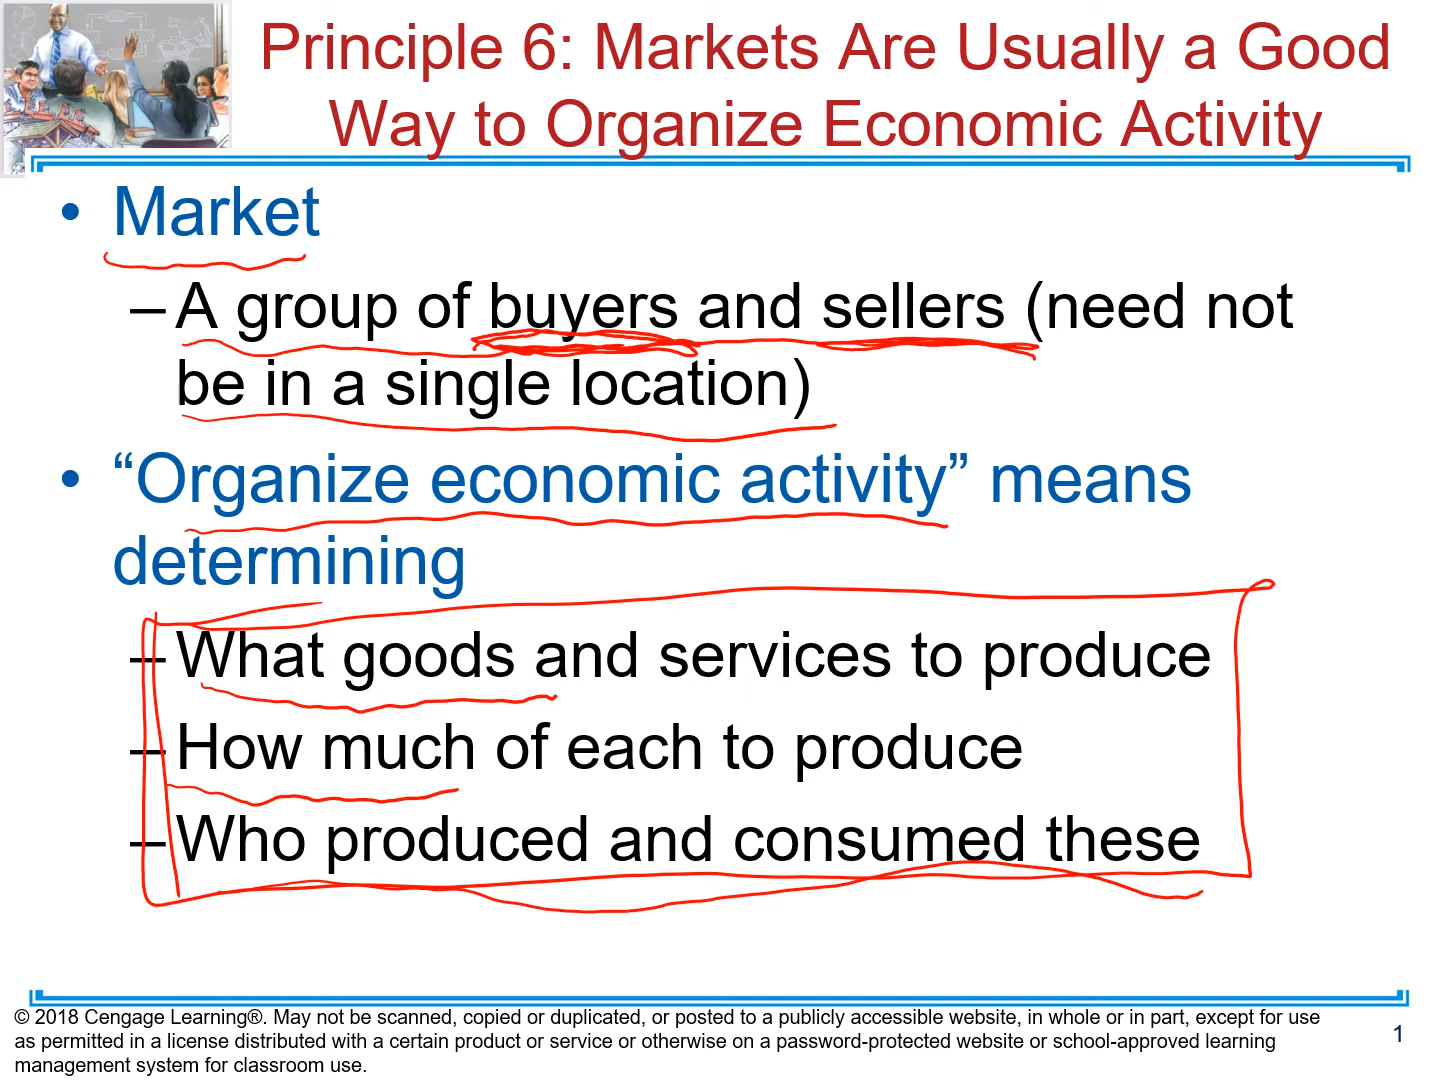 Principle 6: Markets Are Usually a Good
Way to Organize Economic Activity
• Market
– A group of buyers and sellers (need not
be in a single location)
• “Organize economic activity” means
determining
– What goods and services to produce
– How much of each to produce
– Who produced and consumed these
© 2018 Cengage Learning®. May not be scanned, copied or duplicated, or posted to a publicly accessible website, in whole or in part, except for use
as permitted in a license distributed with a certain product or service or otherwise on a password-protected website or school-approved learning
management system for classroom use.
1